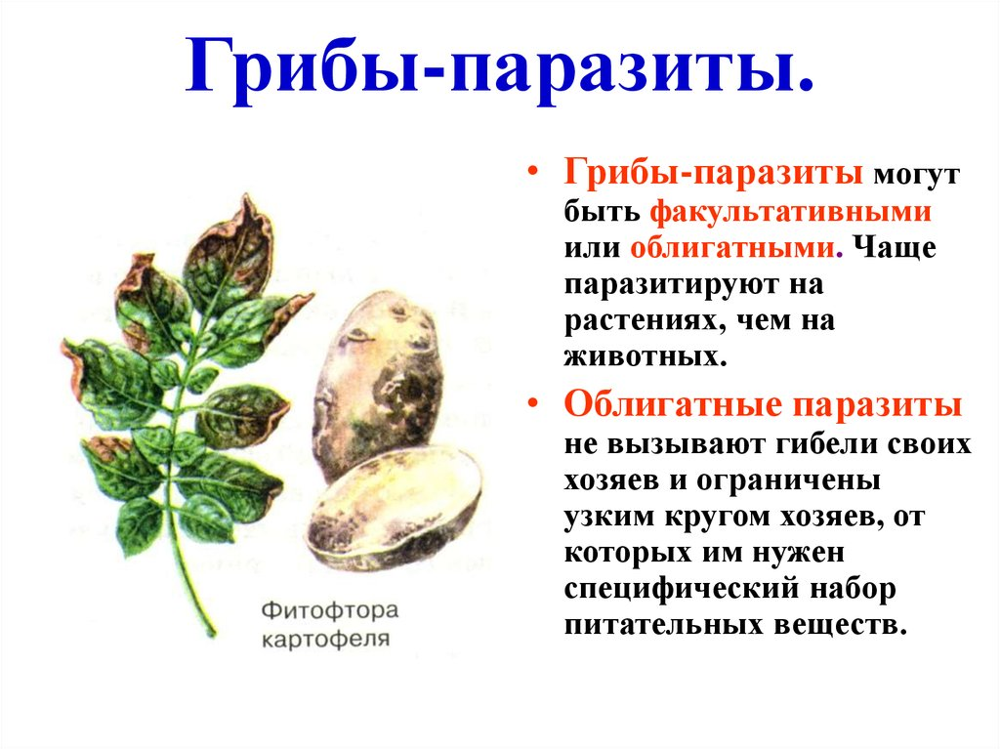 Грибы-паразиты.
• Грибы-паразиты могут
быть факультативными
или облигатными. Чаще
паразитируют на
растениях, чем на
животных.
• Облигатные паразиты
не вызывают гибели своих
хозяев и ограничены
узким кругом хозяев, от
которых им нужен
специфический набор
питательных веществ.
Фитофтора
картофеля